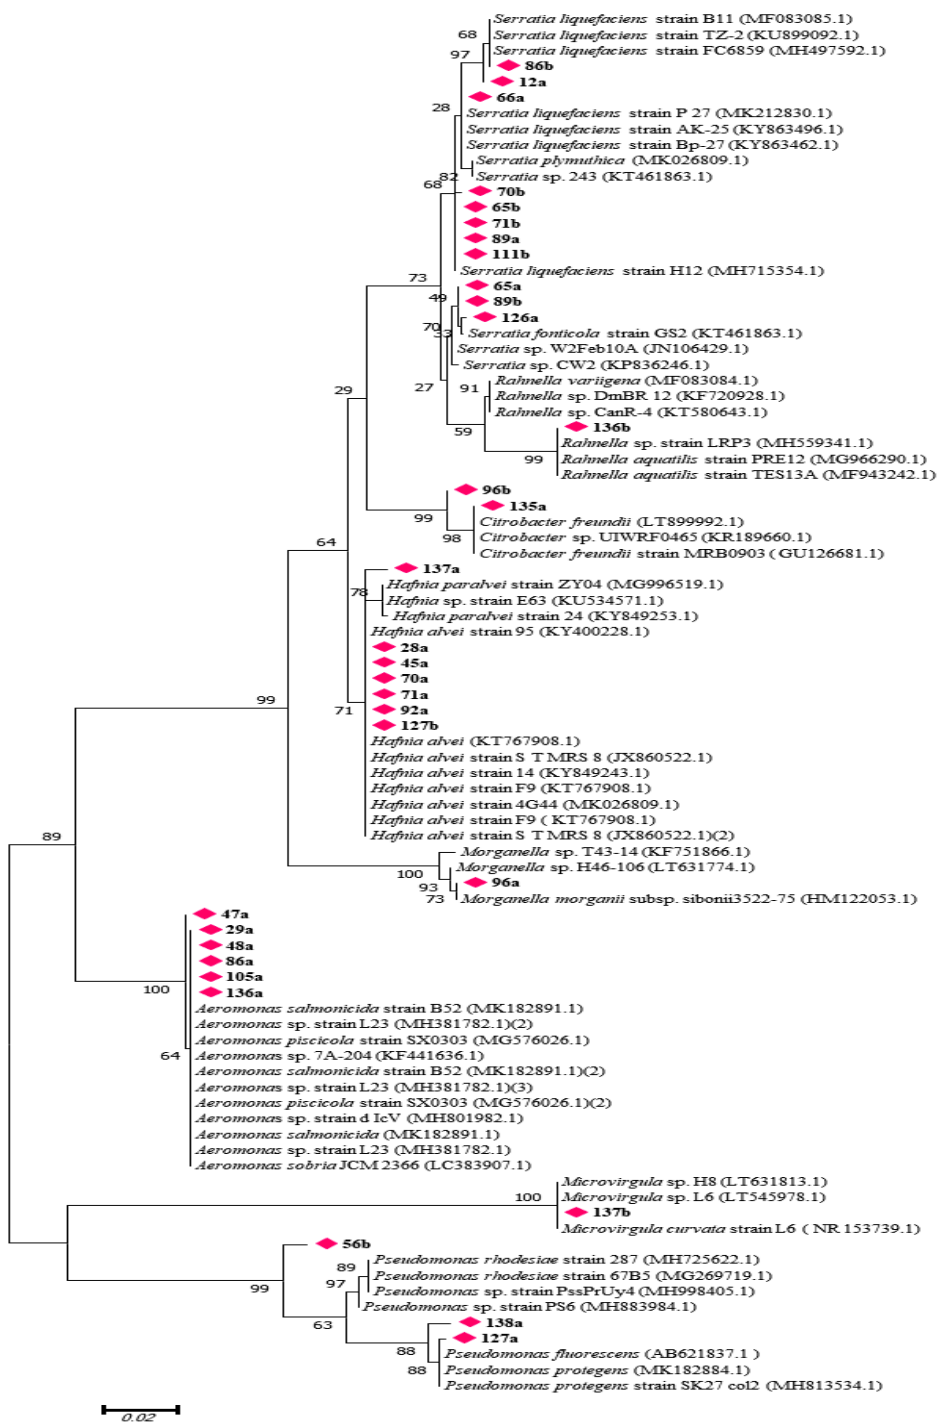 Serratia liquefaciens strain B11 (MF083085.1)
68
Serratia liquefaciens strain TZ-2 (KU899092.1)
97
Serratia liquefaciens strain FC6859 (MH497592.1)
86b
12a
66a
28
Serratia liquefaciens strain P 27 (MK212830.1)
Serratia liquefaciens strain AK-25 (KY863496.1)
Serratia liquefaciens strain Bp-27 (KY863462.1)
Serratia plymuthica (MK026809.1)
82
Serratia sp. 243 (KT461863.1)
68
70b
65b
71b
89a
111b
Serratia liquefaciens strain H12 (MH715354.1)
73
65a
49
89b
126a
70
33
Serratia fonticola strain GS2 (KT461863.1)
Serratia sp. W2Feb10A (JN106429.1)
Serratia sp. CW2 (KP836246.1)
Rahnella variigena (MF083084.1)
29
27
91
Rahnella sp. DmBR 12 (KF720928.1)
Rahnella sp. CanR-4 (KT580643.1)
59
136b
Rahnella sp. strain LRP3 (MH559341.1)
99
Rahnella aquatilis strain PRE12 (MG966290.1)
Rahnella aquatilis strain TES13A (MF943242.1)
96b
135a
99
Citrobacter freundii (LT899992.1)
98
Citrobacter sp. UIWRF0465 (KR189660.1)
64
Citrobacter freundii strain MRB0903 ( GU126681.1)
137a
Hafnia paralvei strain ZY04 (MG996519.1)
78
Hafnia sp. strain E63 (KU534571.1)
Hafnia paralvei strain 24 (KY849253.1)
Hafnia alvei strain 95 (KY400228.1)
28a
45a
70a
71a
99
71
92a
127b
Hafnia alvei (KT767908.1)
Hafnia alvei strain S T MRS 8 (JX860522.1)
Hafnia alvei strain 14 (KY849243.1)
Hafnia alvei strain F9 (KT767908.1)
Hafnia alvei strain 4G44 (MK026809.1)
Hafnia alvei strain F9 ( KT767908.1)
89
Hafnia alvei strain S T MRS 8 (JX860522.1)(2)
Morganella sp. T43-14 (KF751866.1)
100
Morganella sp. H46-106 (LT631774.1)
93
96a
73
Morganella morganii subsp. sibonii3522-75 (HM122053.1)
47a
29a
48a
86a
105a
100
136a
Aeromonas salmonicida strain B52 (MK182891.1)
Aeromonas sp. strain L23 (MH381782.1)(2)
Aeromonas piscicola strain SX0303 (MG576026.1)
64
Aeromonas sp. 7A-204 (KF441636.1)
Aeromonas salmonicida strain B52 (MK182891.1)(2)
Aeromonas sp. strain L23 (MH381782.1)(3)
Aeromonas piscicola strain SX0303 (MG576026.1)(2)
Aeromonas sp. strain d IcV (MH801982.1)
Aeromonas salmonicida (MK182891.1)
Aeromonas sp. strain L23 (MH381782.1)
Aeromonas sobria JCM 2366 (LC383907.1)
Microvirgula sp. H8 (LT631813.1)
100
Microvirgula sp. L6 (LT545978.1)
137b
Microvirgula curvata strain L6 ( NR 153739.1)
56b
Pseudomonas rhodesiae strain 287 (MH725622.1)
89
Pseudomonas rhodesiae strain 67B5 (MG269719.1)
99
97
Pseudomonas sp. strain PssPrUy4 (MH998405.1)
Pseudomonas sp. strain PS6 (MH883984.1)
63
138a
127a
88
Pseudomonas fluorescens (AB621837.1 )
88
Pseudomonas protegens (MK182884.1)
Pseudomonas protegens strain SK27 col2 (MH813534.1)
0.02